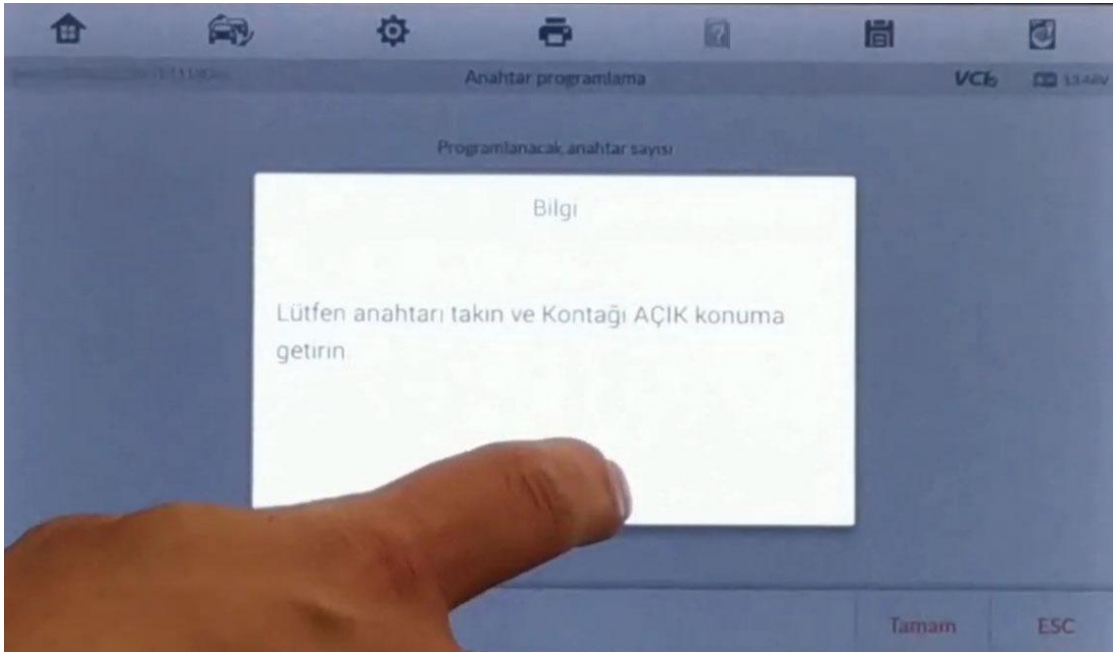 Anahtar programlama
VCI
Programlanacak anahtar sayısı
Bilgi
Lütfen anahtarı takın ve Kontağı AÇIK konuma
getirin
Tamam
ESC